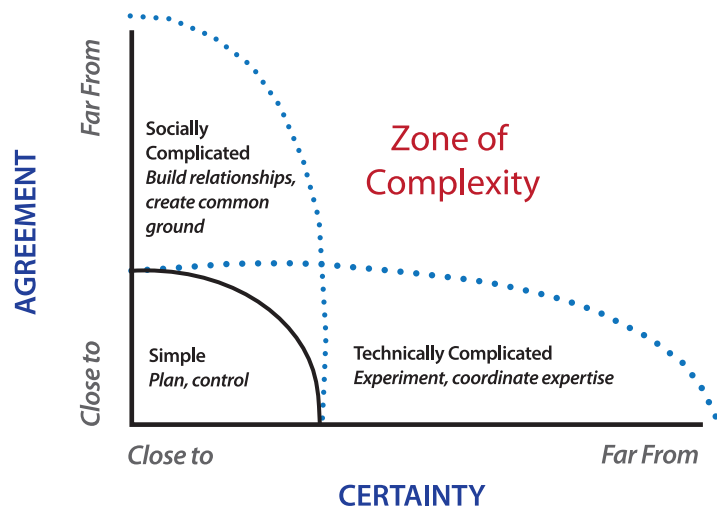 AGREEMENT
Far From
Close to
Socially
Complicated
Build relationships,
create common
ground
Zone of
Complexity
Simple
Plan, control
Technically Complicated
Experiment, coordinate expertise
Close to
Far From
CERTAINTY